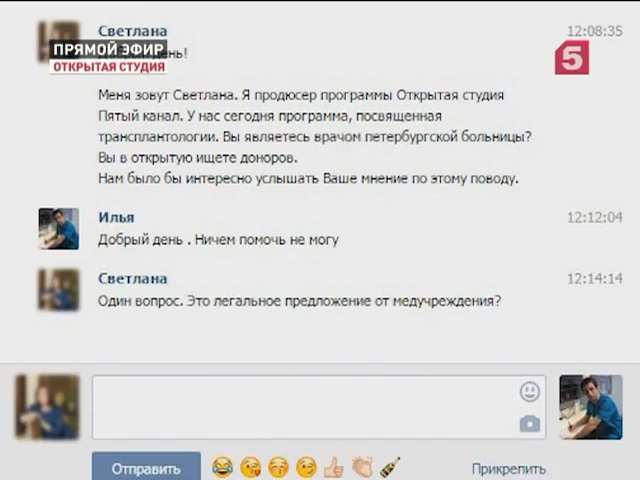 Светлана
12:08:35
ПРЯМОЙ ЭФИР
день!
ОТКРЫТАЯ СТУДИЯ
5
Меня зовут Светлана. Я продюсер программы Открытая студия
Пятый канал. У нас сегодня программа, посвященная
трансплантологии. Вы являетесь врачом петербургской больницы?
Вы в открытую ищете доноров.
Нам было бы интересно услышать Ваше мнение по этому поводу.
Илья
12:12:04
Добрый день . Ничем помочь не могу
Светлана
12:14:14
Один вопрос. Это легальное предложение от медучреждения?
Отправить
Прикрепить